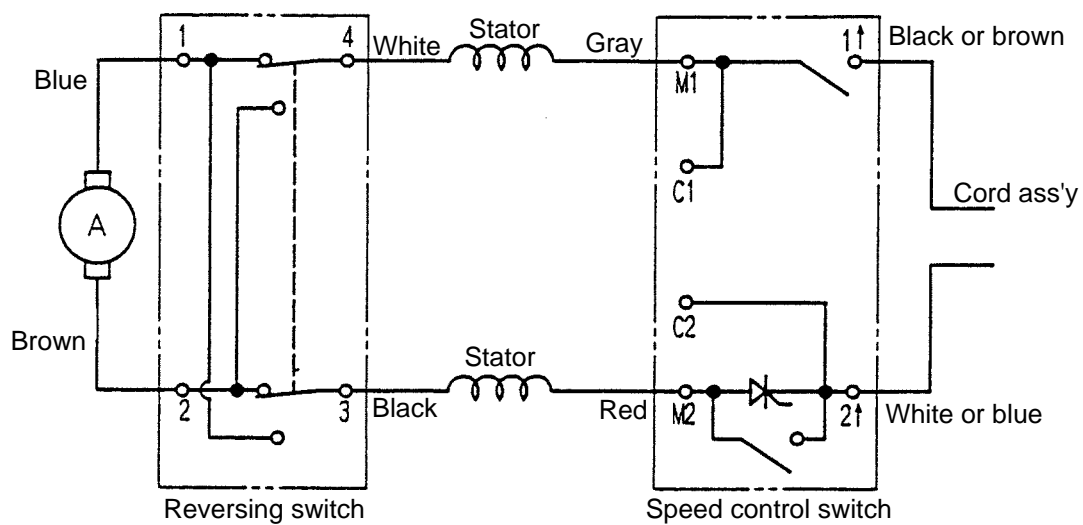 Stator
1
4
White
Gray
1↑
Black or brown
Blue
M1
C1
Cord ass'y
A
C2
Brown
Stator
2
3
Black
Red
M2
2↑
White or blue
Reversing switch
Speed control switch